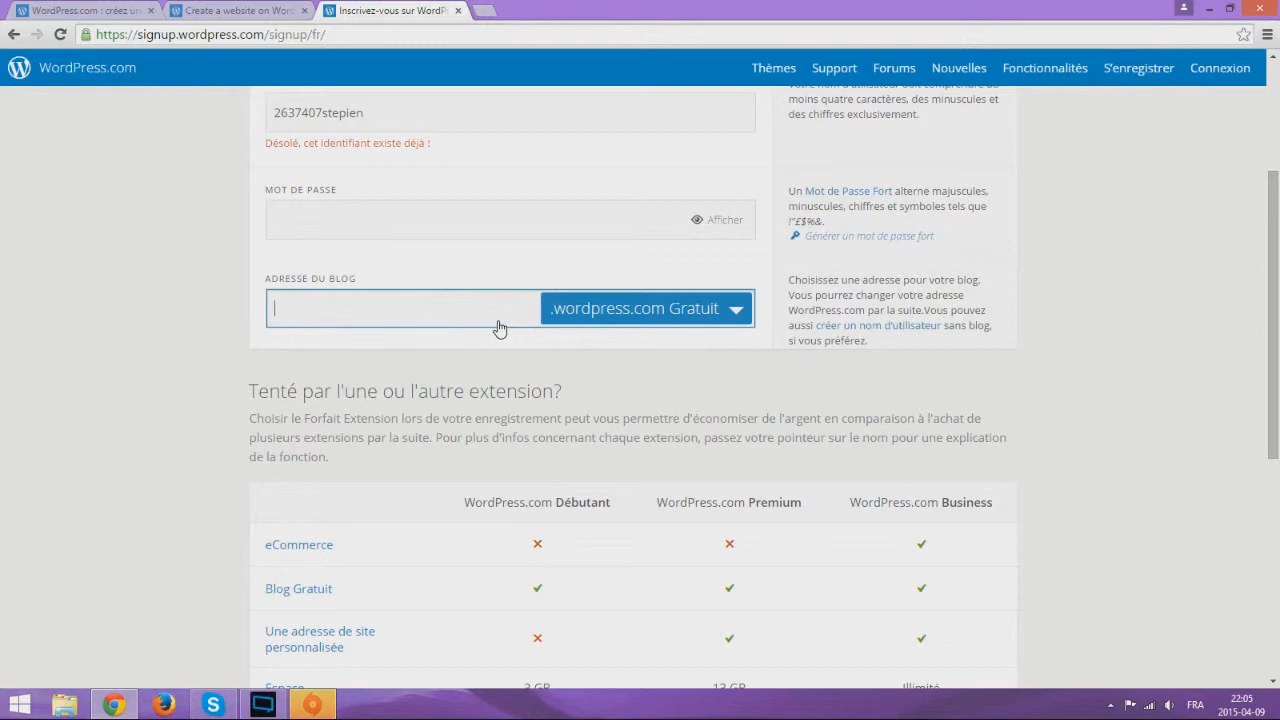 WordPress.com : créez un
Create a website on Word
Inscrivez-vous sur WordPr
https://signup.wordpress.com/signup/fr/
WordPress.com
Thèmes
Support
Forums
Nouvelles
Fonctionnalités
S'enregistrer
Connexion
2637407stepien
Désolé, cet identifiant existe déjà !
moins quatre caractères, des minuscules et
des chiffres exclusivement.
MOT DE PASSE
Afficher
Un Mot de Passe Fort alterne majuscules,
minuscules, chiffres et symboles tels que
!"£$%&.
Générer un mot de passe fort
ADRESSE DU BLOG
.wordpress.com Gratuit
Choisissez une adresse pour votre blog.
Vous pourrez changer votre adresse
WordPress.com par la suite.Vous pouvez
aussi créer un nom d'utilisateur sans blog,
si vous préférez.
Tenté par l'une ou l'autre extension?
Choisir le Forfait Extension lors de votre enregistrement peut vous permettre d'économiser de l'argent en comparaison à l'achat de
plusieurs extensions par la suite. Pour plus d'infos concernant chaque extension, passez votre pointeur sur le nom pour une explication
de la fonction.
WordPress.com Débutant
WordPress.com Premium
WordPress.com Business
eCommerce
Blog Gratuit
Une adresse de site
personnalisée
Espace
3 GB
13 GB
Illimité
FRA
22:05
2015-04-09